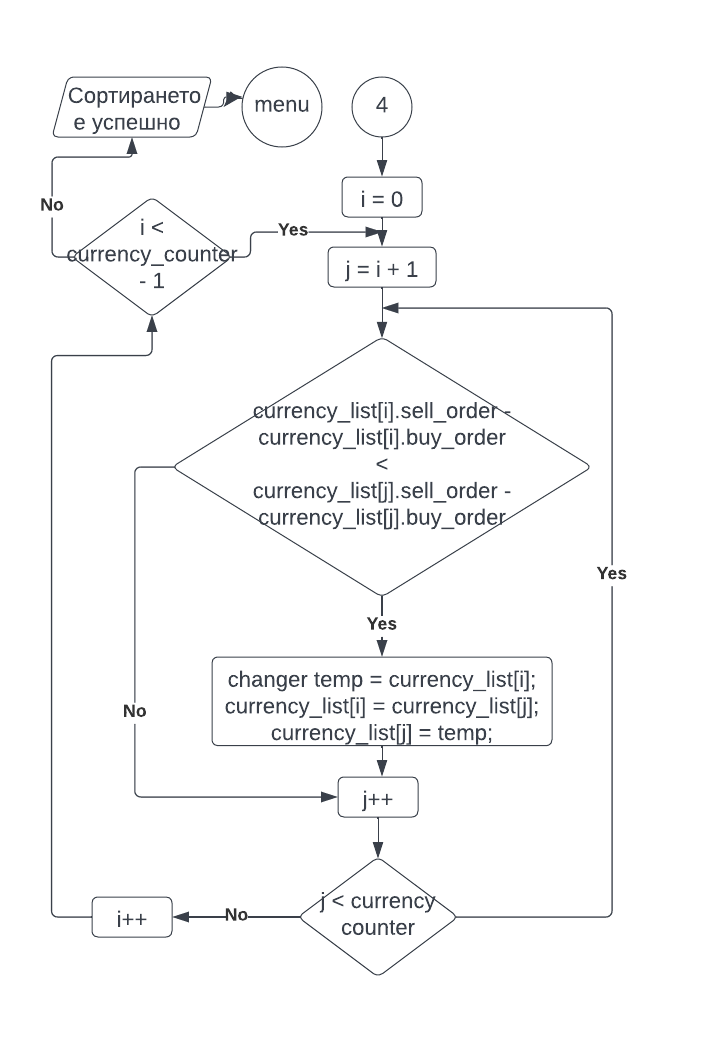 Сортирането
е успешно
menu
4
No
i = 0
i <
currency_counter
- 1
Yes
j = i + 1
currency_list[i].sell_order -
currency_list[i].buy_order
<
currency_list[j].sell_order -
currency_list[j].buy_order
Yes
Yes
changer temp = currency_list[i];
currency_list[i] = currency_list[j];
currency_list[j] = temp;
No
j++
j < currency
counter
No
i++